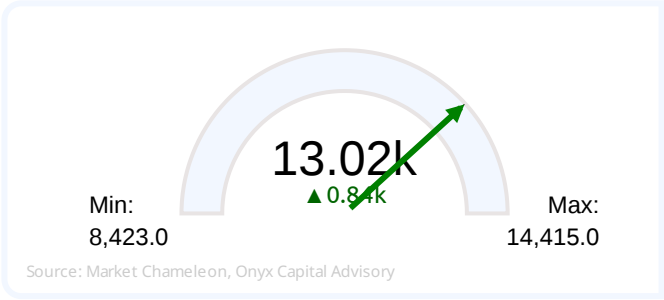 13.02k
▲0.84k
Min:
8,423.0
Max:
14,415.0
Source: Market Chameleon, Onyx Capital Advisory